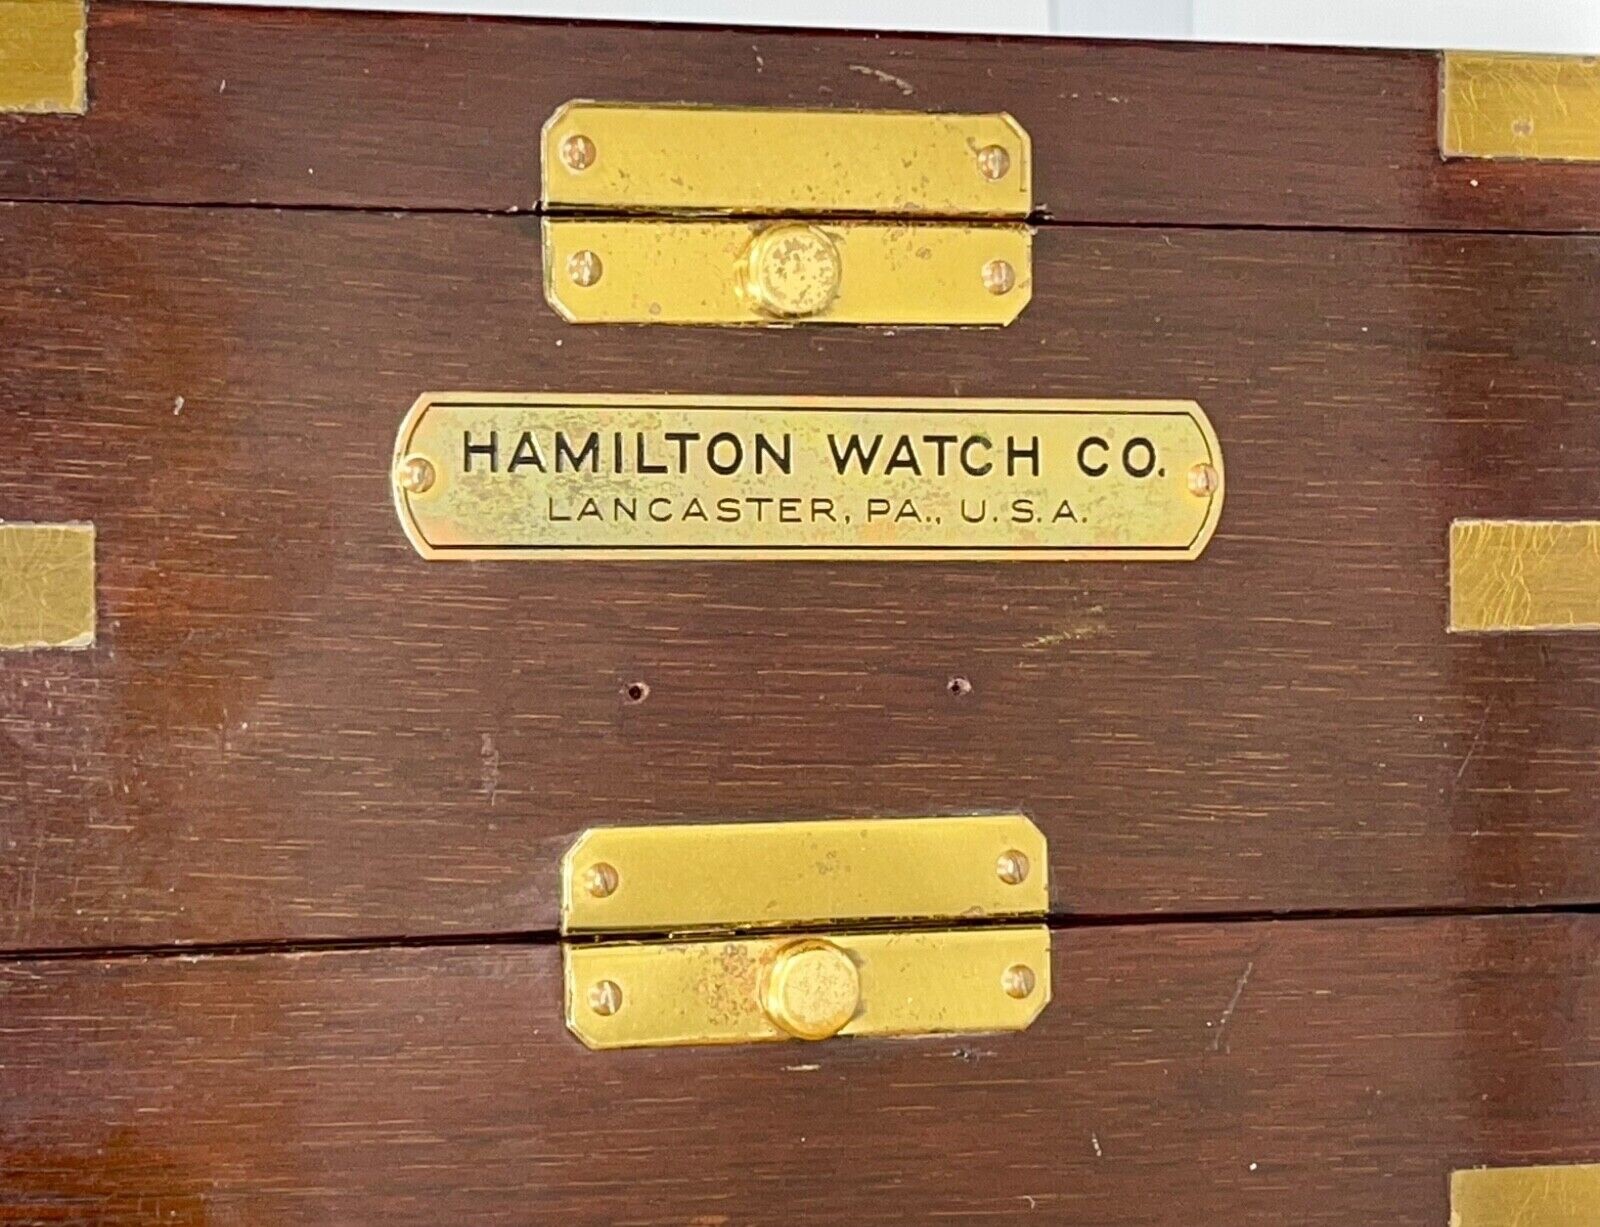 HAMILTON WATCH CO.
LANCASTER, PA., U.S.A.